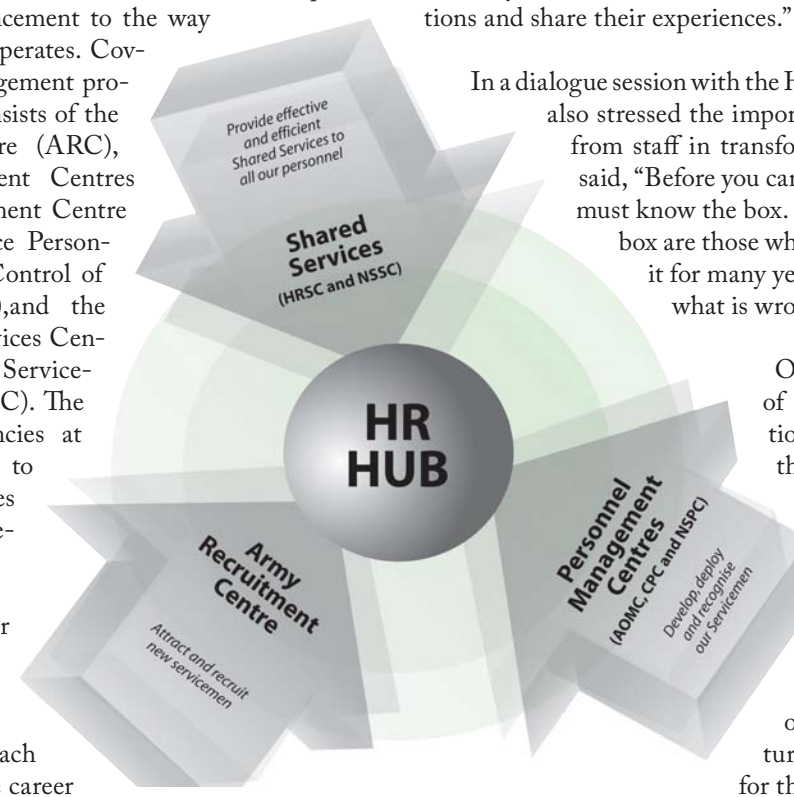 ncement to the way
perates. Cov-
gement pro-
sists of the
re (ARC),
ent Centres
ment Centre
ce Person-
Control of
),and the
vices Cen-
Service-
C). The
ncies at
to
es
e-
r
ach
e career
Provide effective
and efficient
Shared Services to
all our personnel
Shared
Services
(HRSC and NSSC)
HR
HUB
Army
Recruitment
Centre
Attract and recruit
new servicemen
Personnel
Management
Centres
(AOMC, CPC and NSPC)
Develop, deploy
and recognise
our Servicemen
tions and share their experiences.”
In a dialogue session with the H
also stressed the impor
from staff in transfo
said, “Before you can
must know the box.
box are those wh
it for many ye
what is wro
O
of
tio
th
o
tur
for th